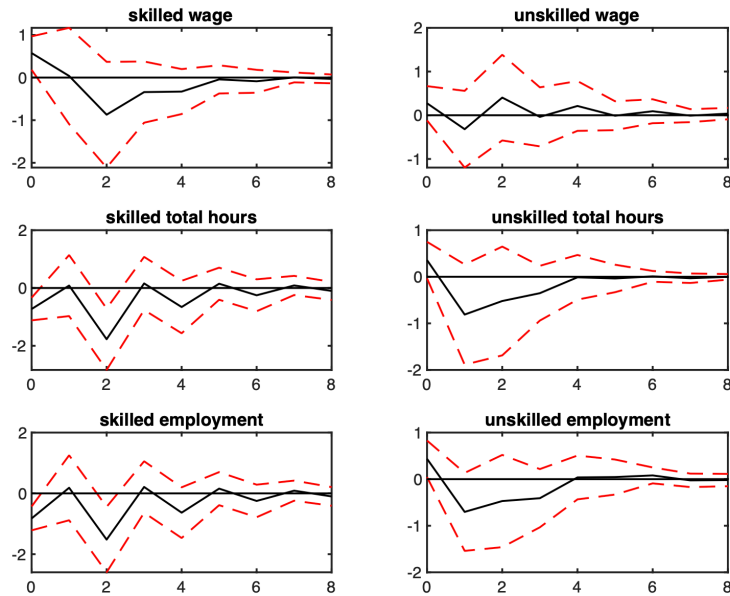 skilled wage
1
0
-1
-2
0 2 4 6 8
unskilled wage
2
1
0
-1
0 2 4 6 8
skilled total hours
2
0
-2
0 2 4 6 8
unskilled total hours
1
0
-1
-2
0 2 4 6 8
skilled employment
2
0
-2
0 2 4 6 8
unskilled employment
1
0
-1
-2
0 2 4 6 8